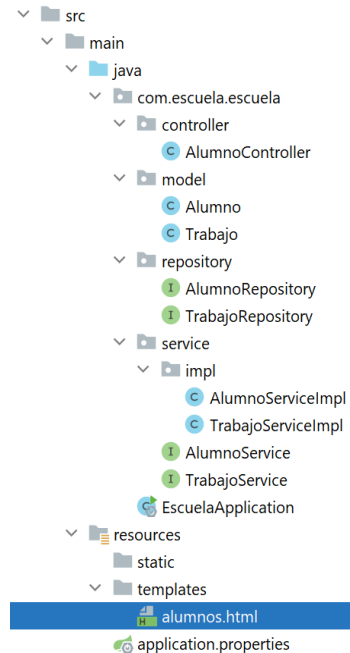 src
main
java
com.escuela.escuela
controller
C AlumnoController
model
C Alumno
C Trabajo
repository
I AlumnoRepository
I TrabajoRepository
service
impl
C AlumnoServiceImpl
C TrabajoServiceImpl
I AlumnoService
I TrabajoService
EscuelaApplication
resources
static
templates
H alumnos.html
application.properties